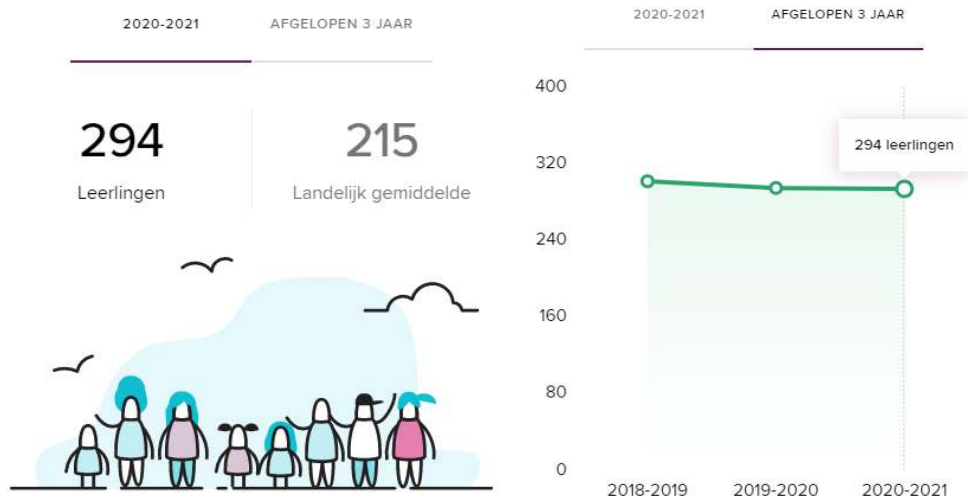 2020-2021
AFGELOPEN 3 JAAR
294
Leerlingen
215
Landelijk gemiddelde
2020-2021
AFGELOPEN 3 JAAR
400
320
240
160
80
0
294 leerlingen
2018-2019
2019-2020
2020-2021